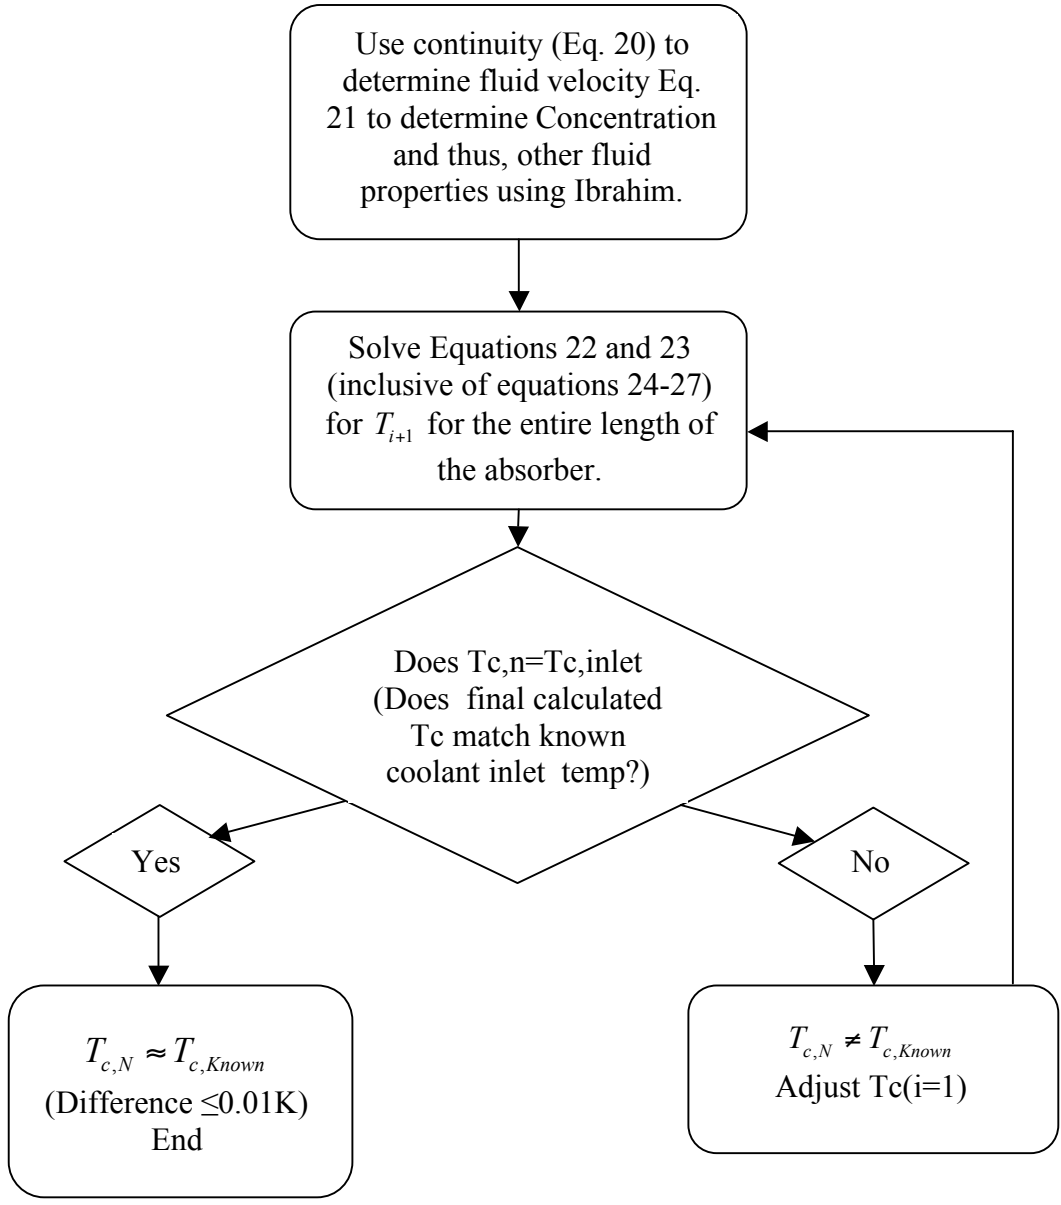 Use continuity (Eq. 20) to
determine fluid velocity Eq.
21 to determine Concentration
and thus, other fluid
properties using Ibrahim.
Solve Equations 22 and 23
(inclusive of equations 24-27)
for T_{i+1} for the entire length of
the absorber.
Does Tc,n=Tc,inlet
(Does final calculated
Tc match known
coolant inlet temp?)
Yes
No
T_{c,N} ≈ T_{c,Known}
(Difference ≤0.01K)
End
T_{c,N} ≠ T_{c,Known}
Adjust Tc(i=1)